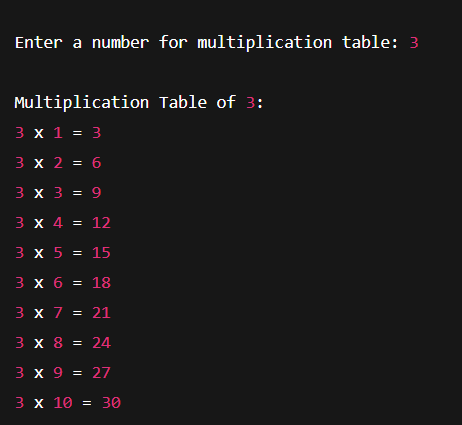 Enter a number for multiplication table: 3
Multiplication Table of 3:
3 x 1 = 3
3 x 2 = 6
3 x 3 = 9
3 x 4 = 12
3 x 5 = 15
3 x 6 = 18
3 x 7 = 21
3 x 8 = 24
3 x 9 = 27
3 x 10 = 30